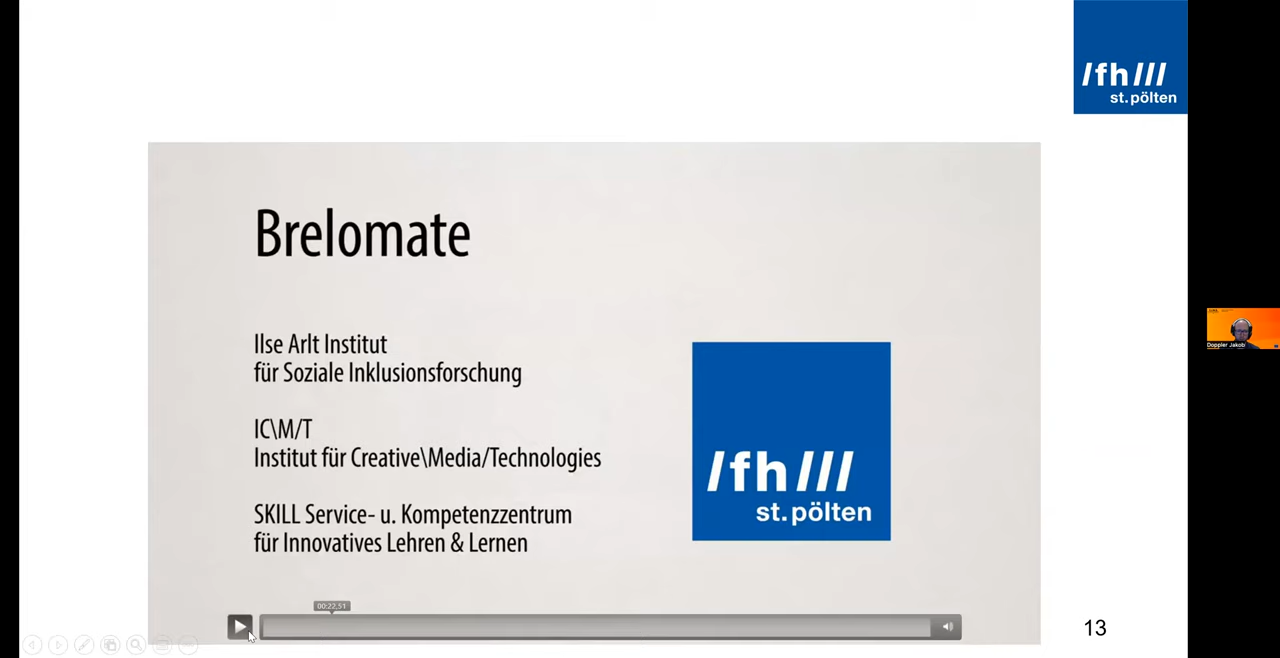 /fh///
st.pölten
Brelomate
Ilse Arlt Institut
für Soziale Inklusionsforschung
IC\M/T
Institut für Creative\Media/Technologies
SKILL Service- u. Kompetenzzentrum
für Innovatives Lehren & Lernen
/fh///
st.pölten
00:22,51
13
Doppler Jakob